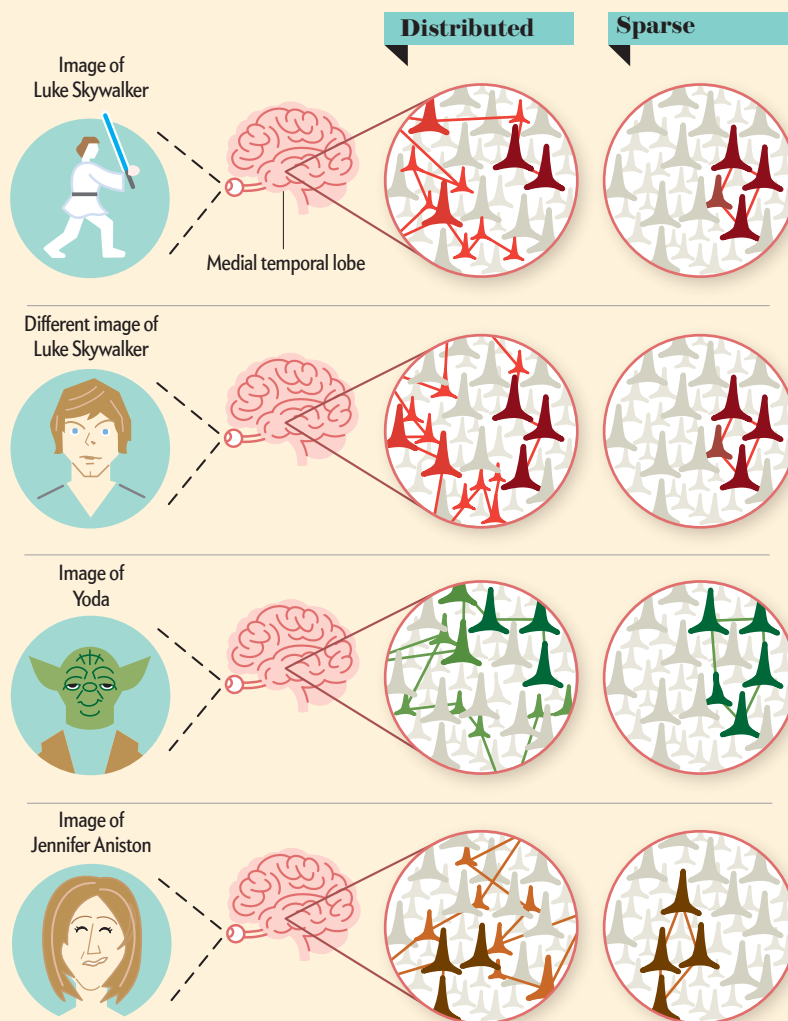 Distributed
Sparse
Image of
Luke Skywalker
Medial temporal lobe
Different image of
Luke Skywalker
Image of
Yoda
Image of
Jennifer Aniston